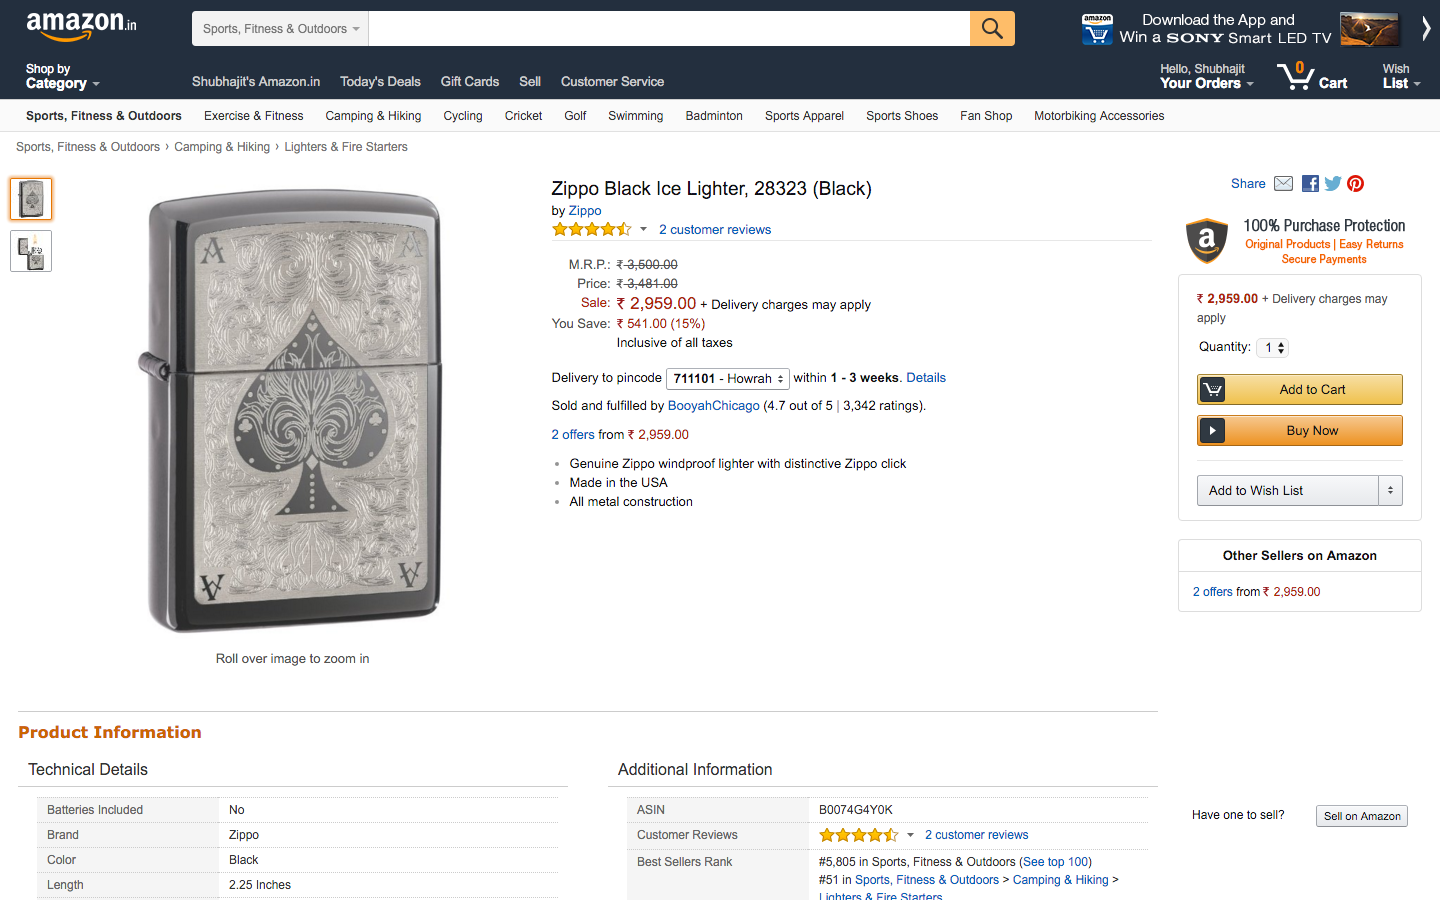 amazon.in
Sports, Fitness & Outdoors
amazon
Download the App and
Win a SONY Smart LED TV
Shop by
Category
Shubhajit's Amazon.in Today's Deals Gift Cards Sell Customer Service
Hello, Shubhajit
Your Orders
0
Cart
Wish
List
Sports, Fitness & Outdoors Exercise & Fitness Camping & Hiking Cycling Cricket Golf Swimming Badminton Sports Apparel Sports Shoes Fan Shop Motorbiking Accessories
Sports, Fitness & Outdoors › Camping & Hiking › Lighters & Fire Starters
A A
A A
Roll over image to zoom in
Zippo Black Ice Lighter, 28323 (Black)
by Zippo
2 customer reviews
M.R.P.: ₹ 3,500.00
Price: ₹ 3,481.00
Sale: ₹ 2,959.00 + Delivery charges may apply
You Save: ₹ 541.00 (15%)
Inclusive of all taxes
Delivery to pincode 711101 - Howrah within 1 - 3 weeks. Details
Sold and fulfilled by BooyahChicago (4.7 out of 5 | 3,342 ratings).
2 offers from ₹ 2,959.00
Genuine Zippo windproof lighter with distinctive Zippo click
Made in the USA
All metal construction
Share
a
100% Purchase Protection
Original Products | Easy Returns
Secure Payments
₹ 2,959.00 + Delivery charges may
apply
Quantity: 1
Add to Cart
Buy Now
Add to Wish List
Other Sellers on Amazon
2 offers from ₹ 2,959.00
Have one to sell? Sell on Amazon
Product Information
Technical Details
Batteries Included No
Brand Zippo
Color Black
Length 2.25 Inches
Additional Information
ASIN B0074G4Y0K
Customer Reviews 2 customer reviews
Best Sellers Rank #5,805 in Sports, Fitness & Outdoors (See top 100)
#51 in Sports, Fitness & Outdoors > Camping & Hiking >
Lighters & Fire Starters